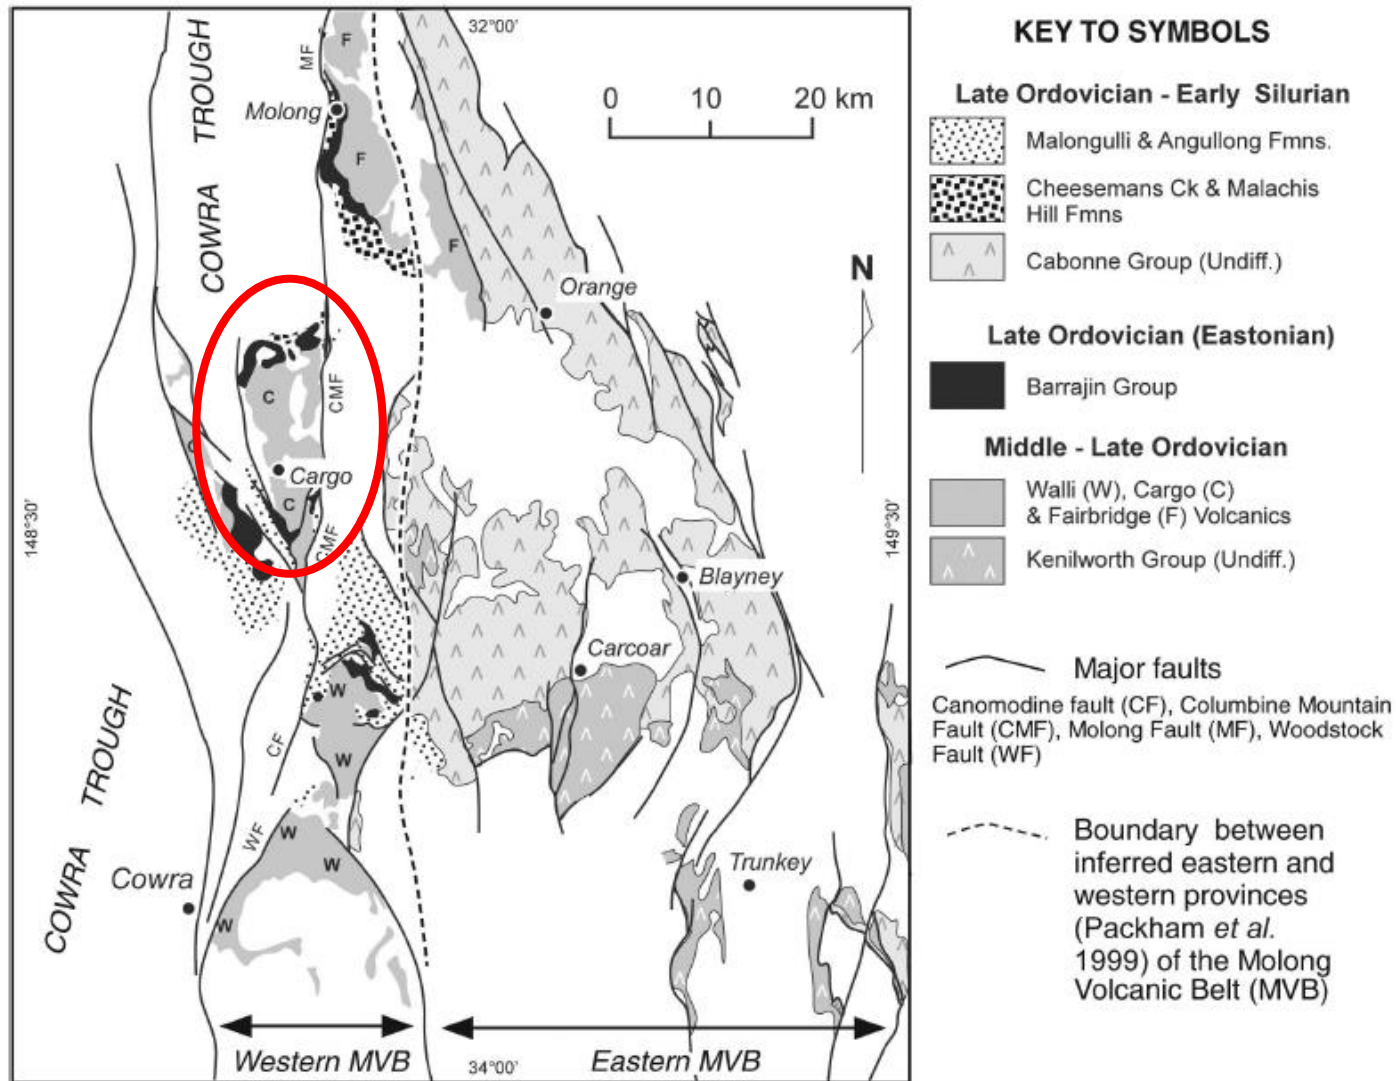 32°00'
COWRA TROUGH
MF
F
Molong
F
0 10 20 km
F
Orange
N
CMF
C
C
Cargo
C
CMF
148°30'
149°30'
Blayney
Carcoar
W
CF
W
COWRA TROUGH
WF
W
W
Trunkey
Cowra
W
Western MVB
Eastern MVB
34°00'
KEY TO SYMBOLS
Late Ordovician - Early Silurian
Malongulli & Angullong Fmns.
Cheesemans Ck & Malachis
Hill Fmns
Cabonne Group (Undiff.)
Late Ordovician (Eastonian)
Barrajin Group
Middle - Late Ordovician
Walli (W), Cargo (C)
& Fairbridge (F) Volcanics
Kenilworth Group (Undiff.)
Major faults
Canomodine fault (CF), Columbine Mountain
Fault (CMF), Molong Fault (MF), Woodstock
Fault (WF)
Boundary between
inferred eastern and
western provinces
(Packham et al.
1999) of the Molong
Volcanic Belt (MVB)